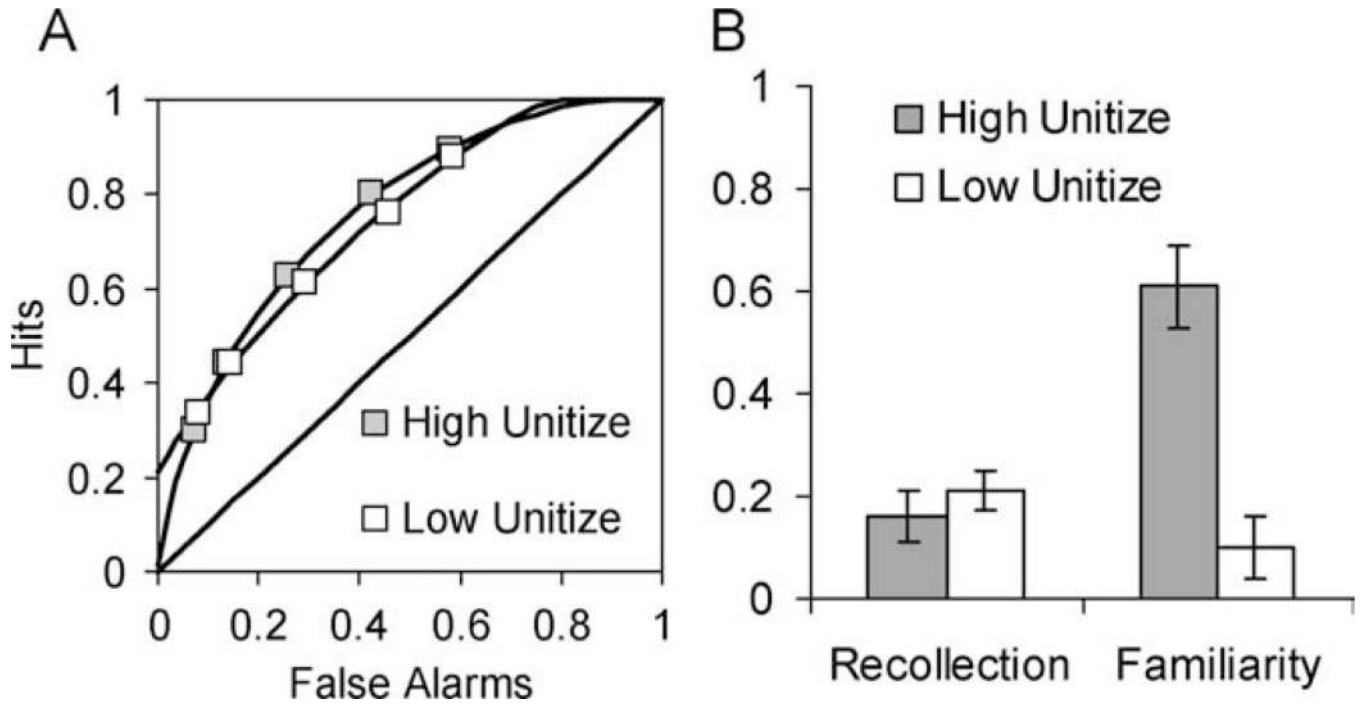 A
Hits
1
0.8
0.6
0.4
0.2
0
High Unitize
Low Unitize
0 0.2 0.4 0.6 0.8 1
False Alarms
B
1
0.8
0.6
0.4
0.2
0
High Unitize
Low Unitize
Recollection Familiarity